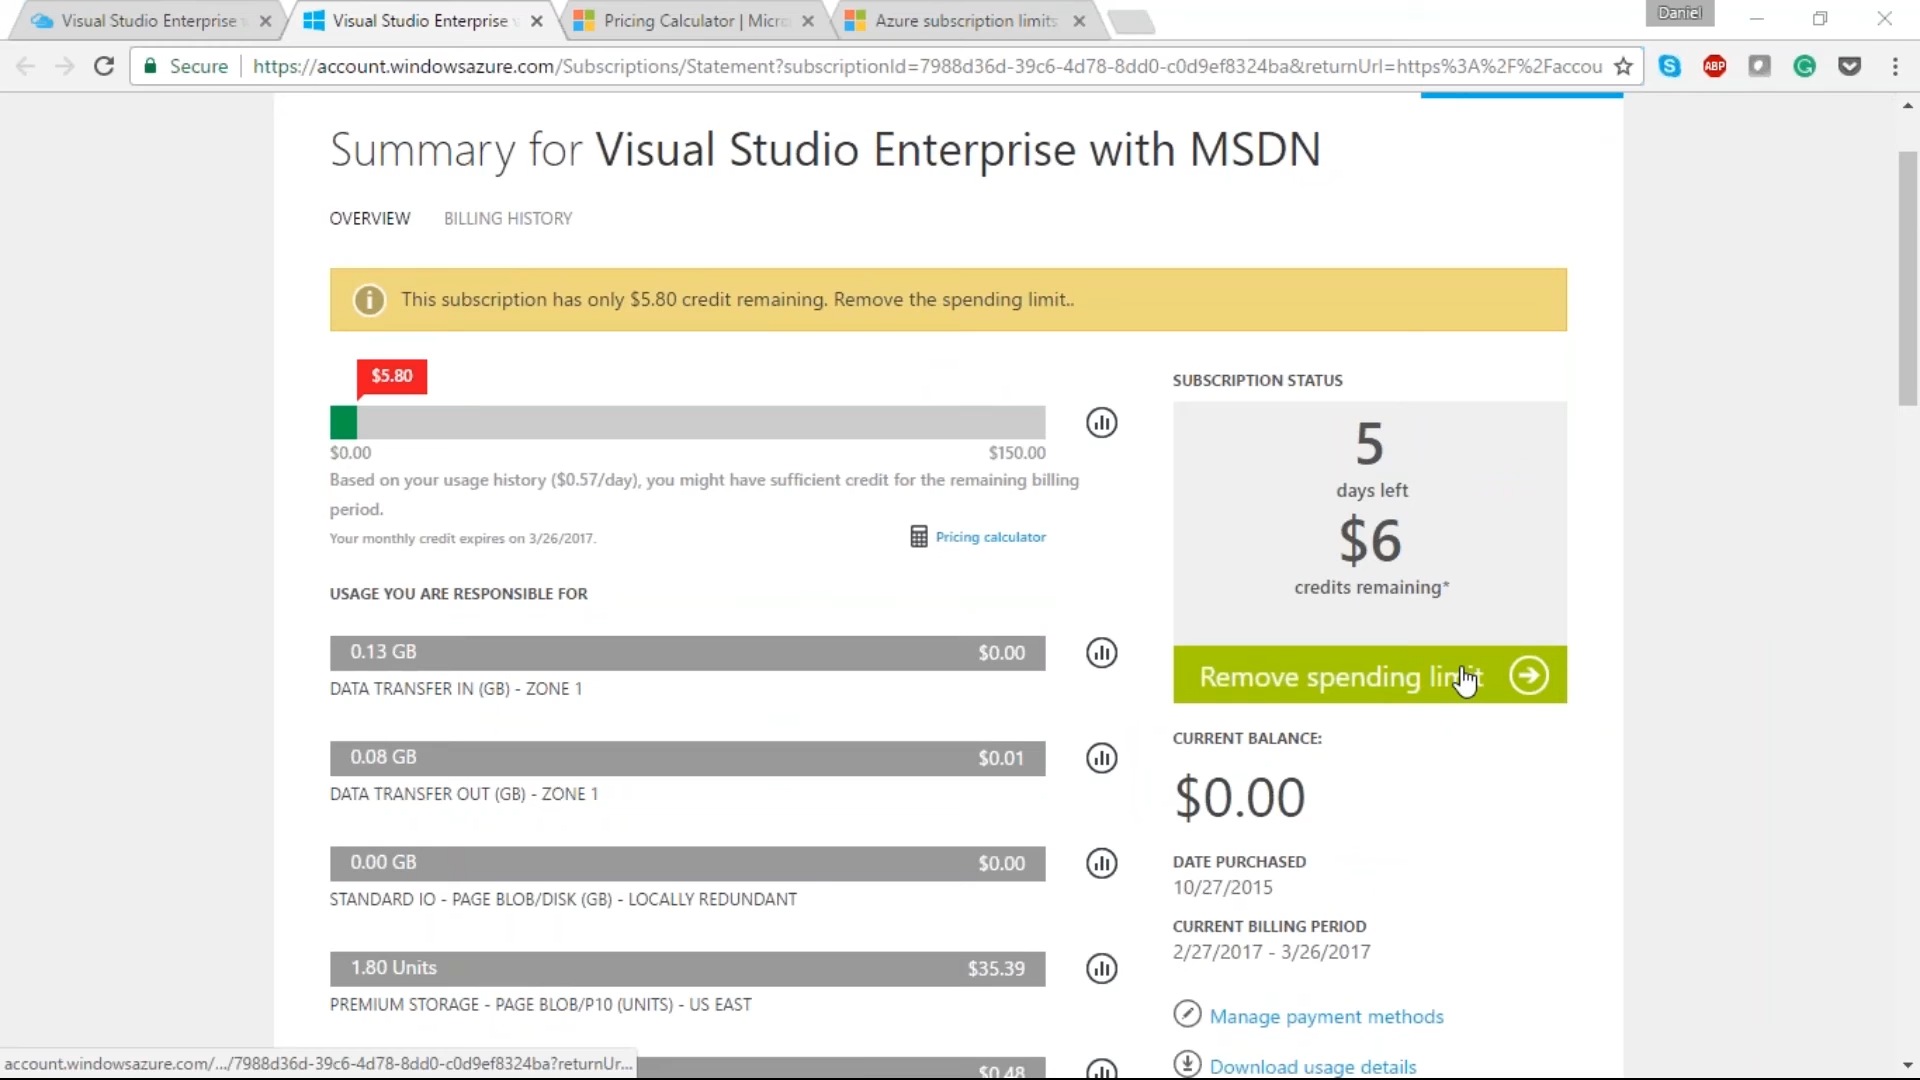 Visual Studio Enterprise
Visual Studio Enterprise
Pricing Calculator | Micro
Azure subscription limits
Daniel
Secure
https://account.windowsazure.com/Subscriptions/Statement?subscriptionId=7988d36d-39c6-4d78-8dd0-c0d9ef8324ba&returnUrl=https%3A%2F%2Faccou
ABP
Summary for Visual Studio Enterprise with MSDN
OVERVIEW
BILLING HISTORY
This subscription has only $5.80 credit remaining. Remove the spending limit..
$5.80
$0.00
$150.00
Based on your usage history ($0.57/day), you might have sufficient credit for the remaining billing
period.
Your monthly credit expires on 3/26/2017.
Pricing calculator
USAGE YOU ARE RESPONSIBLE FOR
0.13 GB
$0.00
DATA TRANSFER IN (GB) - ZONE 1
0.08 GB
$0.01
DATA TRANSFER OUT (GB) - ZONE 1
0.00 GB
$0.00
STANDARD IO - PAGE BLOB/DISK (GB) - LOCALLY REDUNDANT
1.80 Units
$35.39
PREMIUM STORAGE - PAGE BLOB/P10 (UNITS) - US EAST
$0.48
SUBSCRIPTION STATUS
5
days left
$6
credits remaining*
Remove spending limit
CURRENT BALANCE:
$0.00
DATE PURCHASED
10/27/2015
CURRENT BILLING PERIOD
2/27/2017 - 3/26/2017
Manage payment methods
Download usage details
account.windowsazure.com/.../7988d36d-39c6-4d78-8dd0-c0d9ef8324ba?returnUr...